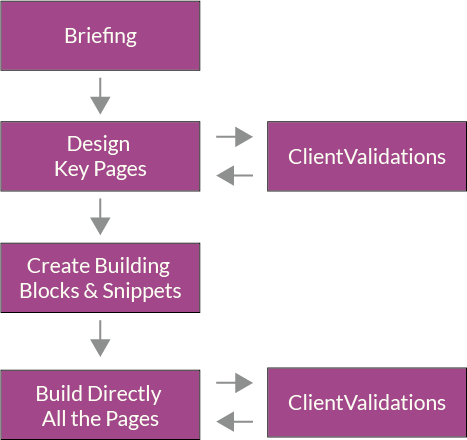 Briefing
Design
Key Pages
ClientValidations
Create Building
Blocks & Snippets
Build Directly
All the Pages
ClientValidations